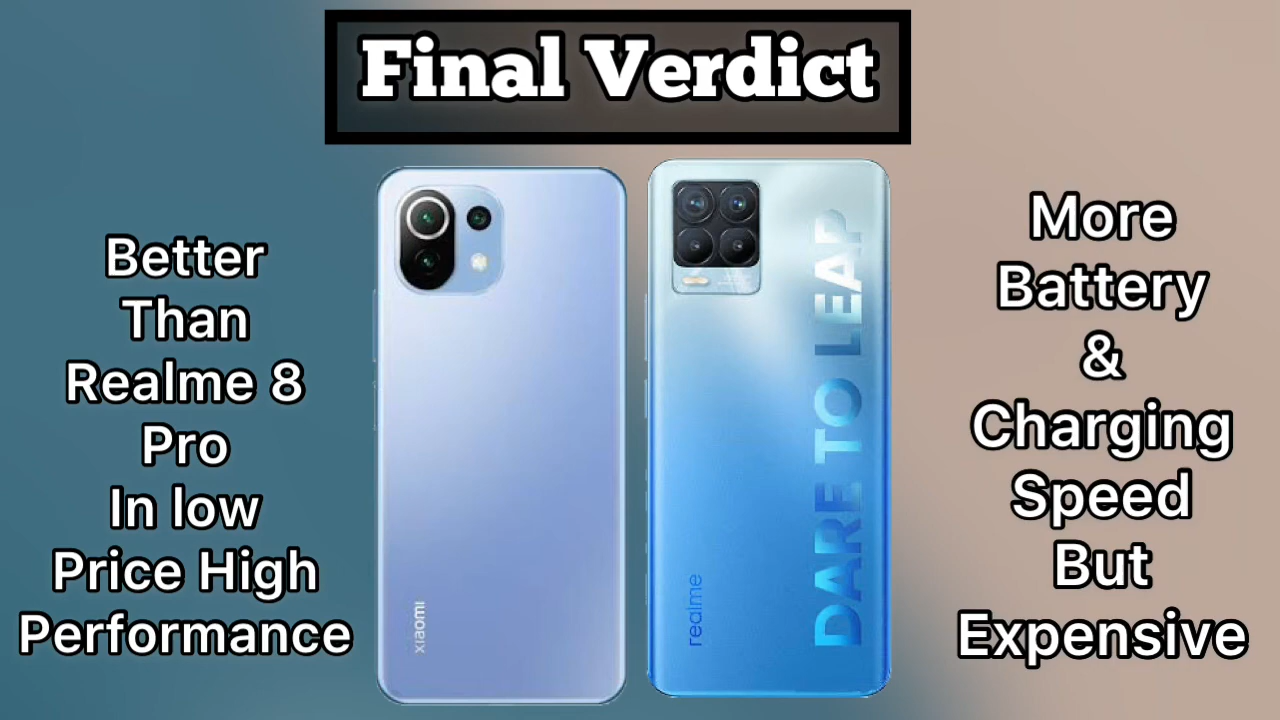 Final Verdict
Better
Than
Realme 8
Pro
In low
Price High
Performance
xiaomi
realme
DARE TO LEAP
More
Battery
&
Charging
Speed
But
Expensive